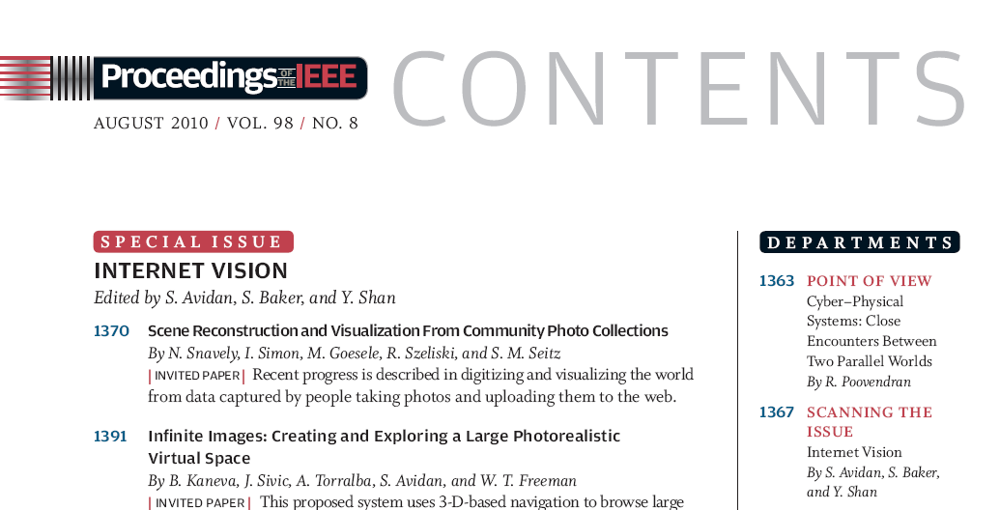 Proceedings OF THE IEEE
CONTENTS
AUGUST 2010 / VOL. 98 / NO. 8
SPECIAL ISSUE
INTERNET VISION
Edited by S. Avidan, S. Baker, and Y. Shan
1370 Scene Reconstruction and Visualization From Community Photo Collections
By N. Snavely, I. Simon, M. Goesele, R. Szeliski, and S. M. Seitz
| INVITED PAPER | Recent progress is described in digitizing and visualizing the world
from data captured by people taking photos and uploading them to the web.
1391 Infinite Images: Creating and Exploring a Large Photorealistic
Virtual Space
By B. Kaneva, J. Sivic, A. Torralba, S. Avidan, and W. T. Freeman
| INVITED PAPER | This proposed system uses 3-D-based navigation to browse large
DEPARTMENTS
1363 POINT OF VIEW
Cyber–Physical
Systems: Close
Encounters Between
Two Parallel Worlds
By R. Poovendran
1367 SCANNING THE
ISSUE
Internet Vision
By S. Avidan, S. Baker,
and Y. Shan